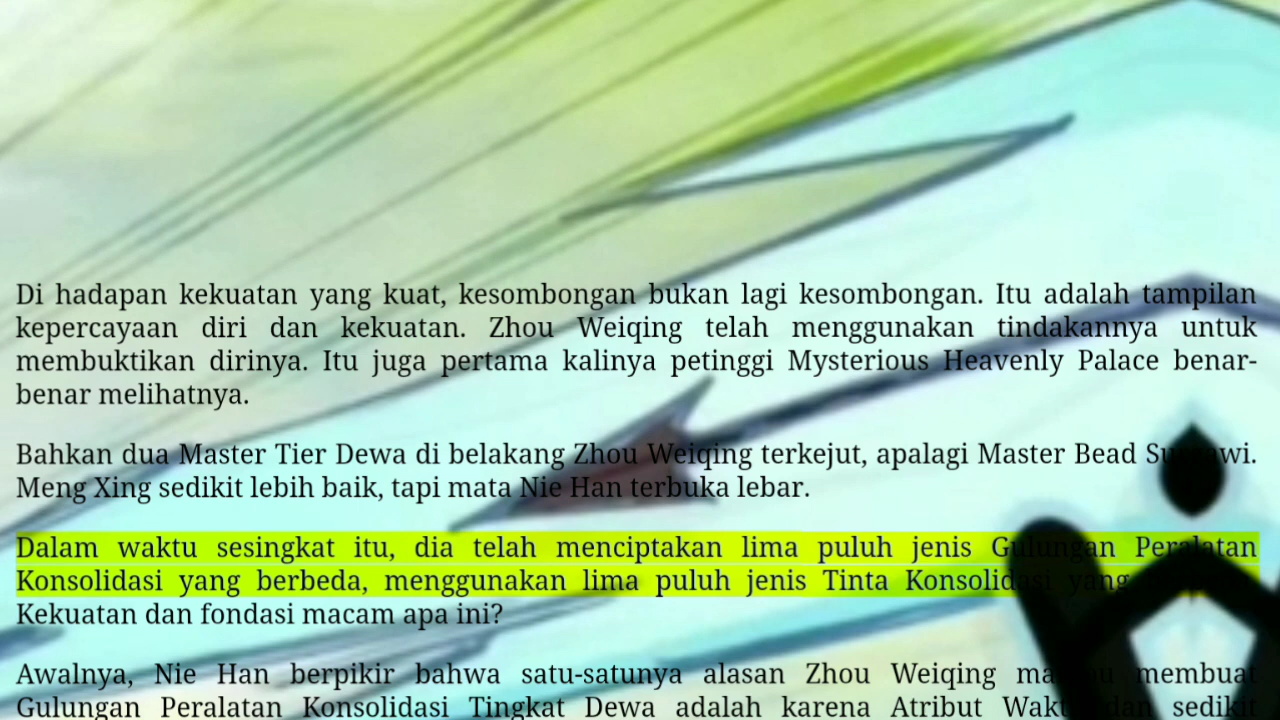 Di hadapan kekuatan yang kuat, kesombongan bukan lagi kesombongan. Itu adalah tampilan
kepercayaan diri dan kekuatan. Zhou Weiqing telah menggunakan tindakannya untuk
membuktikan dirinya. Itu juga pertama kalinya petinggi Mysterious Heavenly Palace benar-
benar melihatnya.
Bahkan dua Master Tier Dewa di belakang Zhou Weiqing terkejut, apalagi Master Bead
Meng Xing sedikit lebih baik, tapi mata Nie Han terbuka lebar.
Dalam waktu sesingkat itu, dia telah menciptakan lima puluh jenis Gulungan Peralatan
Konsolidasi yang berbeda, menggunakan lima puluh jenis Tinta Konsolidasi yang
Kekuatan dan fondasi macam apa ini?
Awalnya, Nie Han berpikir bahwa satu-satunya alasan Zhou Weiqing membuat
Gulungan Peralatan Konsolidasi Tingkat Dewa adalah karena Atribut Waktu dan sedikit